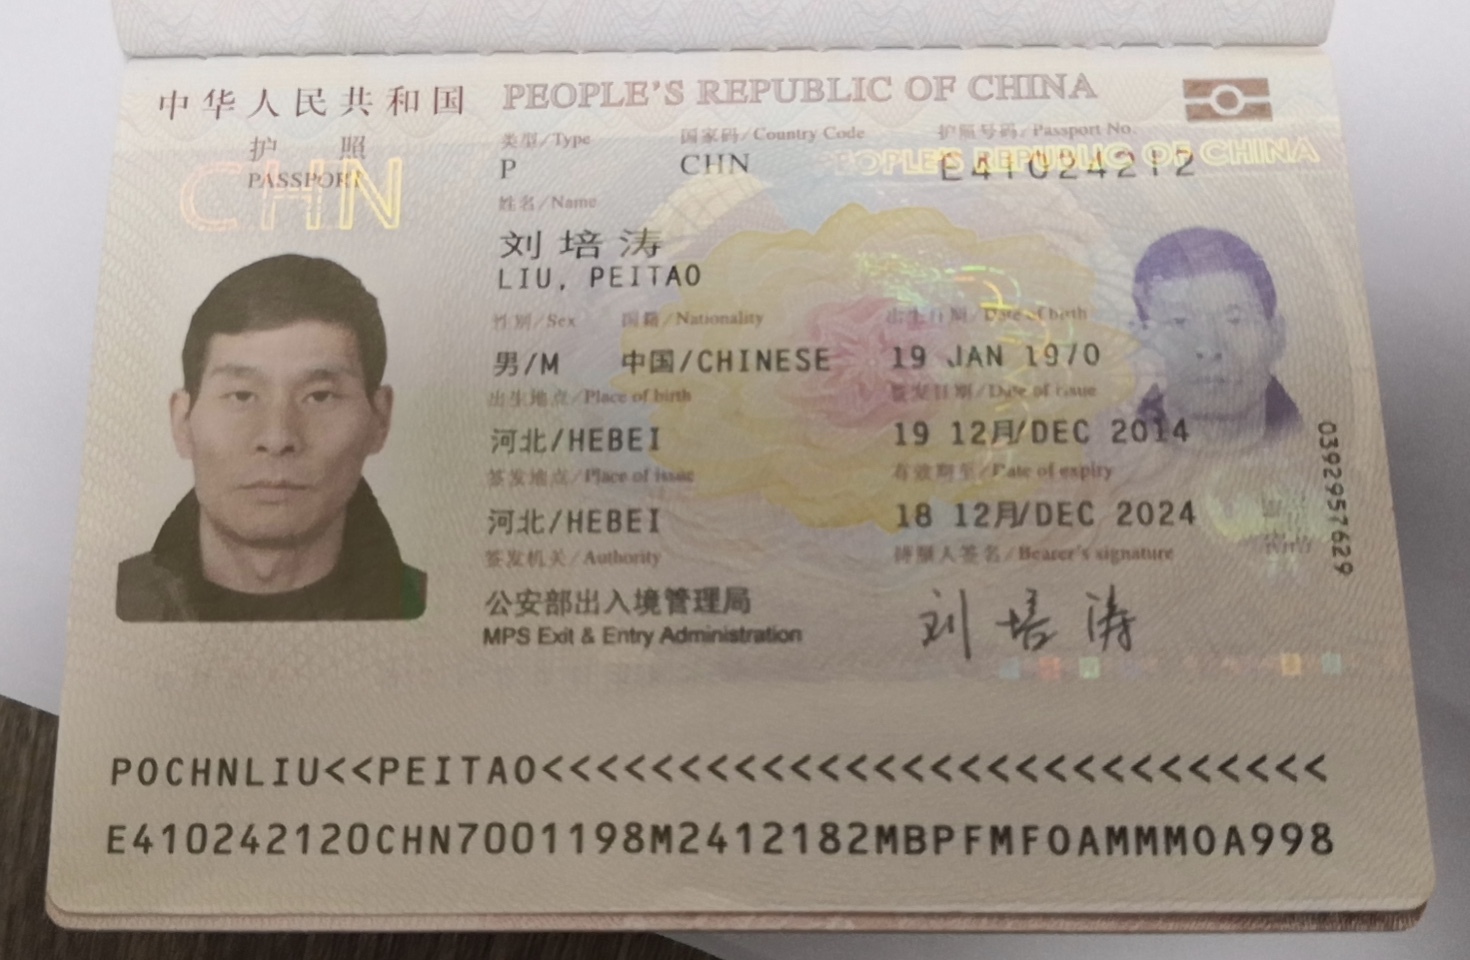 中华人民共和国 PEOPLE'S REPUBLIC OF CHINA
护 照
PASSPORT
CHN
类型/Type 国家码/Country Code 护照号码/Passport No.
P CHN E41024212
PEOPLE'S REPUBLIC OF CHINA
姓名/Name
刘培涛
LIU, PEITAO
性别/Sex 国籍/Nationality 出生日期/Date of birth
男/M 中国/CHINESE 19 JAN 1970
出生地点/Place of birth 签发日期/Date of issue
河北/HEBEI 19 12月/DEC 2014
签发地点/Place of issue 有效期至/Date of expiry
河北/HEBEI 18 12月/DEC 2024
签发机关/Authority 持照人签名/Bearer's signature
公安部出入境管理局
MPS Exit & Entry Administration
刘培涛
0392957629
POCHNLIU<<PEITAO<<<<<<<<<<<<<<<<<<<<<<<<<<<<
E410242120CHN7001198M2412182MBPFMFOAMMMOA998